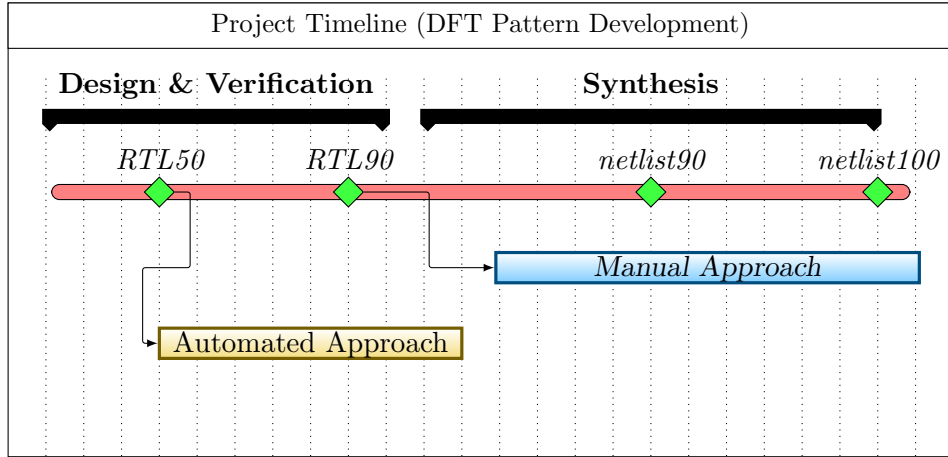 Project Timeline (DFT Pattern Development)
Design & Verification
Synthesis
RTL50
RTL90
netlist90
netlist100
Manual Approach
Automated Approach